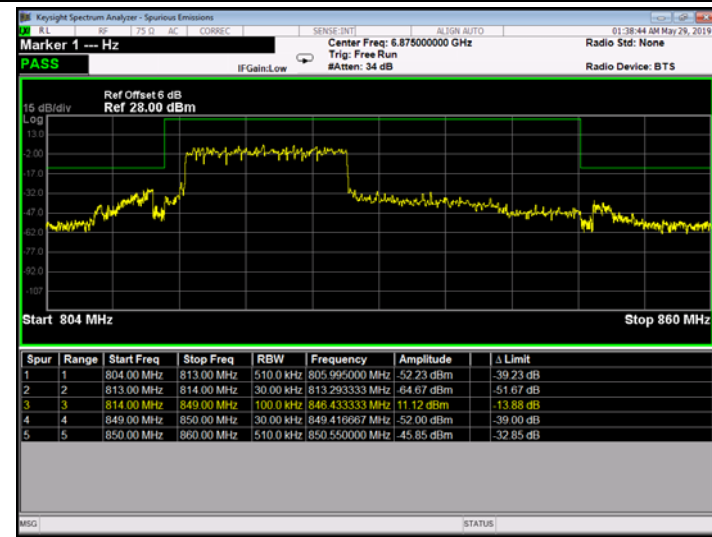 Keysight Spectrum Analyzer - Spurious Emissions
RL RF 75 Ω AC CORREC SENSE:INT ALIGN AUTO 01:38:44 AM May 29, 2019
Marker 1 --- Hz Center Freq: 6.875000000 GHz Radio Std: None
Trig: Free Run
PASS IFGain:Low #Atten: 34 dB Radio Device: BTS
Ref Offset 6 dB
15 dB/div Ref 28.00 dBm
Log
13.0
-2.00
-17.0
-32.0
-47.0
-62.0
-77.0
-92.0
-107
Start 804 MHz Stop 860 MHz
Spur Range Start Freq Stop Freq RBW Frequency Amplitude Δ Limit
1 1 804.00 MHz 813.00 MHz 510.0 kHz 805.995000 MHz -52.23 dBm -39.23 dB
2 2 813.00 MHz 814.00 MHz 30.00 kHz 813.293333 MHz -64.67 dBm -51.67 dB
3 3 814.00 MHz 849.00 MHz 100.0 kHz 846.433333 MHz 11.12 dBm -13.88 dB
4 4 849.00 MHz 850.00 MHz 30.00 kHz 849.416667 MHz -52.00 dBm -39.00 dB
5 5 850.00 MHz 860.00 MHz 510.0 kHz 850.550000 MHz -45.85 dBm -32.85 dB
MSG STATUS